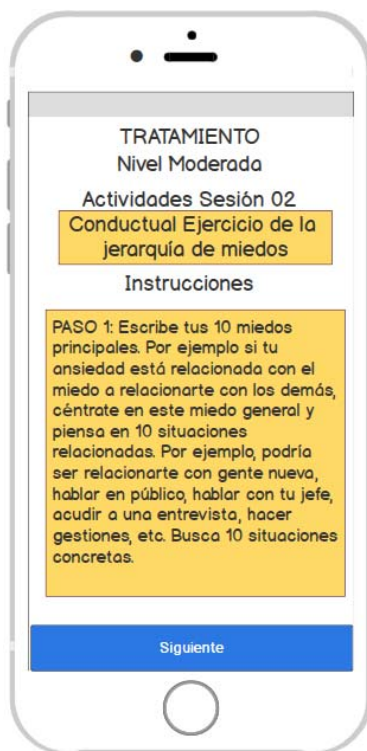 TRATAMIENTO
Nivel Moderada
Actividades Sesión 02
Conductual Ejercicio de la
jerarquía de miedos
Instrucciones
PASO 1: Escribe tus 10 miedos
principales. Por ejemplo si tu
ansiedad está relacionada con el
miedo a relacionarte con los demás,
céntrate en este miedo general y
piensa en 10 situaciones
relacionadas. Por ejemplo, podría
ser relacionarte con gente nueva,
hablar en público, hablar con tu jefe,
acudir a una entrevista, hacer
gestiones, etc. Busca 10 situaciones
concretas.
Siguiente